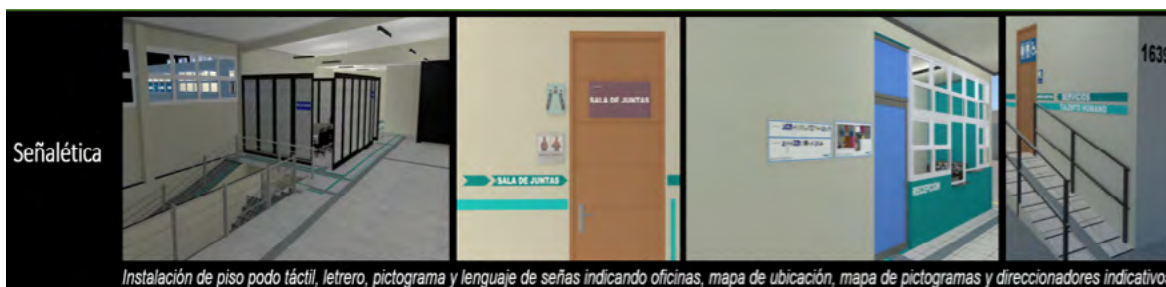 Señalética
SALA DE JUNTAS
SALA DE JUNTAS
RECEPCIÓN
1639
SERVICIOS
TALENTO HUMANO
Instalación de piso podo táctil, letrero, pictograma y lenguaje de señas indicando oficinas, mapa de ubicación, mapa de pictogramas y direccionadores indicativo